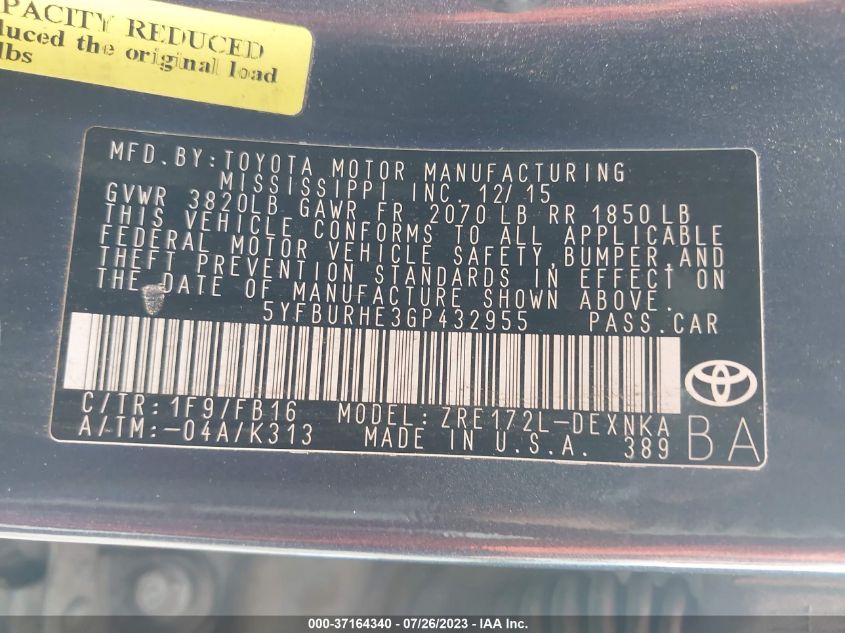 PACITY REDUCED
duced the original load
lbs
MFD. BY: TOYOTA MOTOR MANUFACTURING
MISSISSIPPI INC. 12/15
GVWR 3820LB GAWR FR 2070 LB RR 1850 LB
THIS VEHICLE CONFORMS TO ALL APPLICABLE
FEDERAL MOTOR VEHICLE SAFETY, BUMPER, AND
THEFT PREVENTION STANDARDS IN EFFECT ON
THE DATE OF MANUFACTURE SHOWN ABOVE.
5YFBURHE3GP432955 PASS. CAR
C/TR: 1F9/FB16 MODEL: ZRE172L-DEXNKA
A/TM: -04A/K313 MADE IN U.S.A. 389 BA
000-37164340 / 07/26/2023 - IAA Inc.